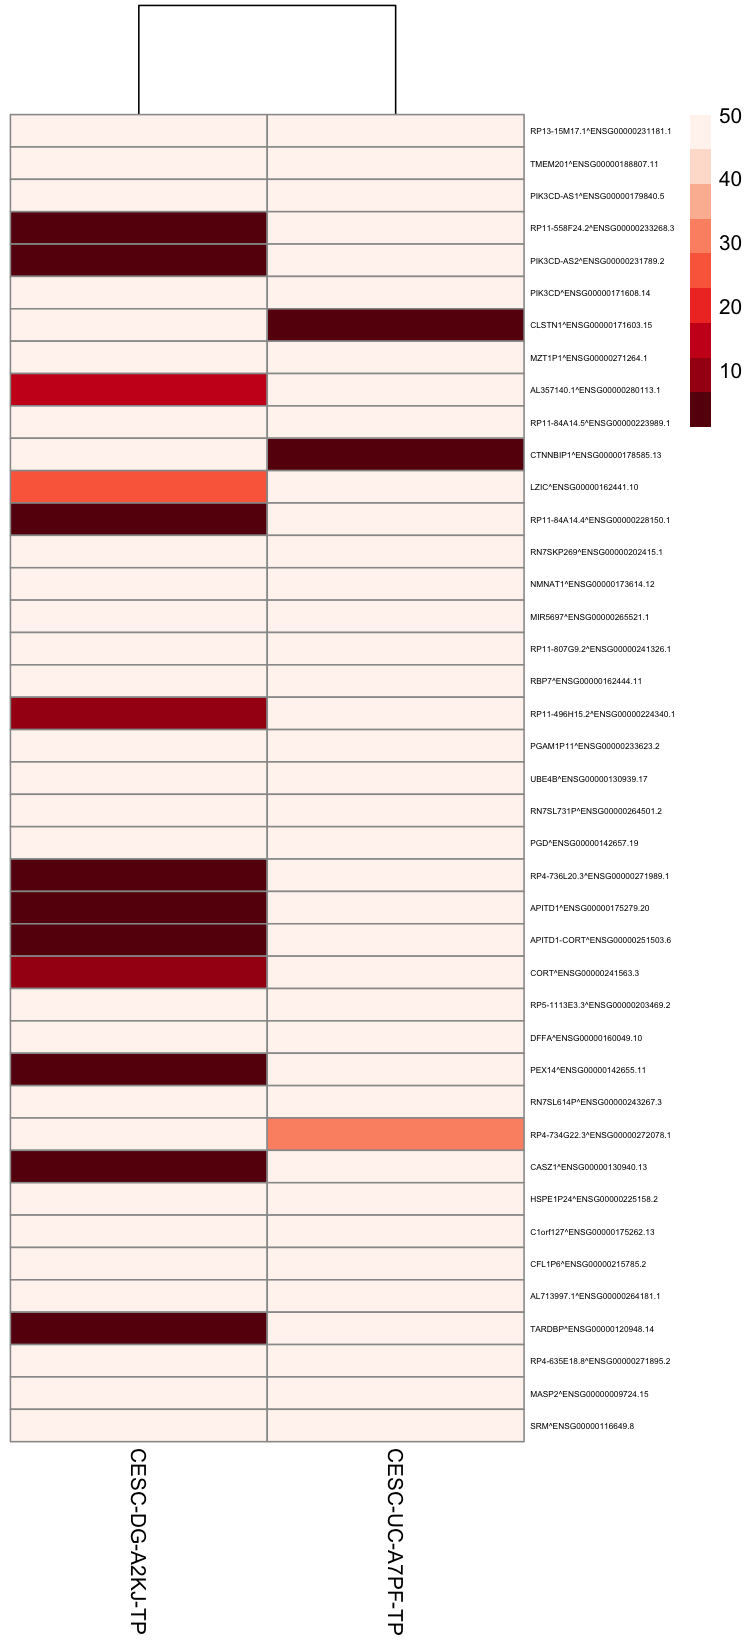 RP13-15M17.1^ENSG00000231181.1
TMEM201^ENSG00000188807.11
PIK3CD-AS1^ENSG00000179840.5
RP11-558F24.2^ENSG00000233268.3
PIK3CD-AS2^ENSG00000231789.2
PIK3CD^ENSG00000171608.14
CLSTN1^ENSG00000171603.15
MZT1P1^ENSG00000271264.1
AL357140.1^ENSG00000280113.1
RP11-84A14.5^ENSG00000223989.1
CTNNBIP1^ENSG00000178585.13
LZIC^ENSG00000162441.10
RP11-84A14.4^ENSG00000228150.1
RN7SKP269^ENSG00000202415.1
NMNAT1^ENSG00000173614.12
MIR5697^ENSG00000265521.1
RP11-807G9.2^ENSG00000241326.1
RBP7^ENSG00000162444.11
RP11-496H15.2^ENSG00000224340.1
PGAM1P11^ENSG00000233623.2
UBE4B^ENSG00000130939.17
RN7SL731P^ENSG00000264501.2
PGD^ENSG00000142657.19
RP4-736L20.3^ENSG00000271989.1
APITD1^ENSG00000175279.20
APITD1-CORT^ENSG00000251503.6
CORT^ENSG00000241563.3
RP5-1113E3.3^ENSG00000203469.2
DFFA^ENSG00000160049.10
PEX14^ENSG00000142655.11
RN7SL614P^ENSG00000243267.3
RP4-734G22.3^ENSG00000272078.1
CASZ1^ENSG00000130940.13
HSPE1P24^ENSG00000225158.2
C1orf127^ENSG00000175262.13
CFL1P6^ENSG00000215785.2
AL713997.1^ENSG00000264181.1
TARDBP^ENSG00000120948.14
RP4-635E18.8^ENSG00000271895.2
MASP2^ENSG00000009724.15
SRM^ENSG00000116649.8
50
40
30
20
10
CESC-DG-A2KJ-TP
CESC-UC-A7PF-TP